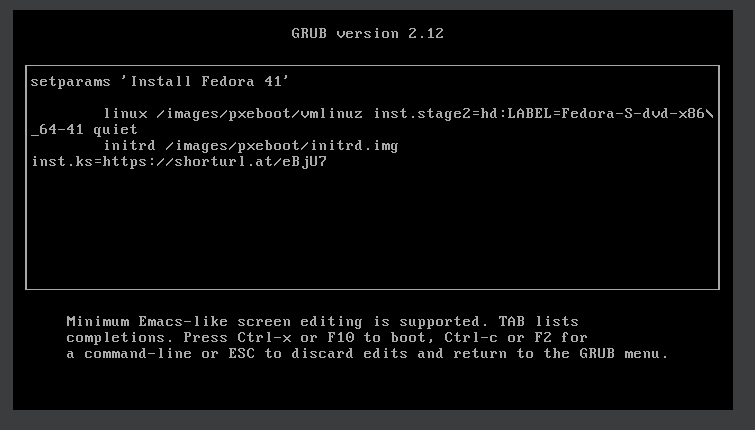 GRUB version 2.12
setparams 'Install Fedora 41'
linux /images/pxeboot/vmlinuz inst.stage2=hd:LABEL=Fedora-S-dvd-x86\
_64-41 quiet
initrd /images/pxeboot/initrd.img
inst.ks=https://shorturl.at/eBjU7
Minimum Emacs-like screen editing is supported. TAB lists
completions. Press Ctrl-x or F10 to boot, Ctrl-c or F2 for
a command-line or ESC to discard edits and return to the GRUB menu.